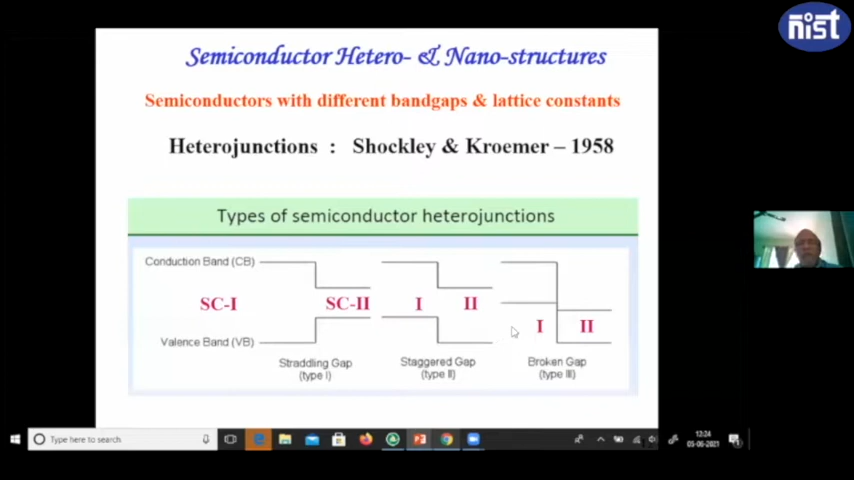 nist
Semiconductor Hetero- & Nano-structures
Semiconductors with different bandgaps & lattice constants
Heterojunctions : Shockley & Kroemer – 1958
Types of semiconductor heterojunctions
Conduction Band (CB)
SC-I SC-II I II I II
Valence Band (VB)
Straddling Gap Staggered Gap Broken Gap
(type I) (type II) (type III)
Type here to search
12:24
05-06-2021